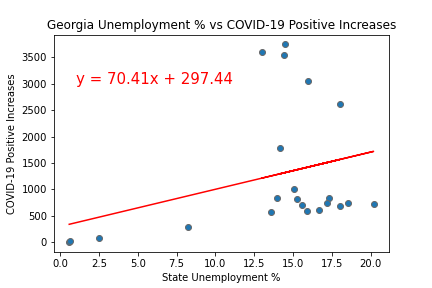 Georgia Unemployment % vs COVID-19 Positive Increases
y = 70.41x + 297.44
COVID-19 Positive Increases
3500
3000
2500
2000
1500
1000
500
0
0.0 2.5 5.0 7.5 10.0 12.5 15.0 17.5 20.0
State Unemployment %